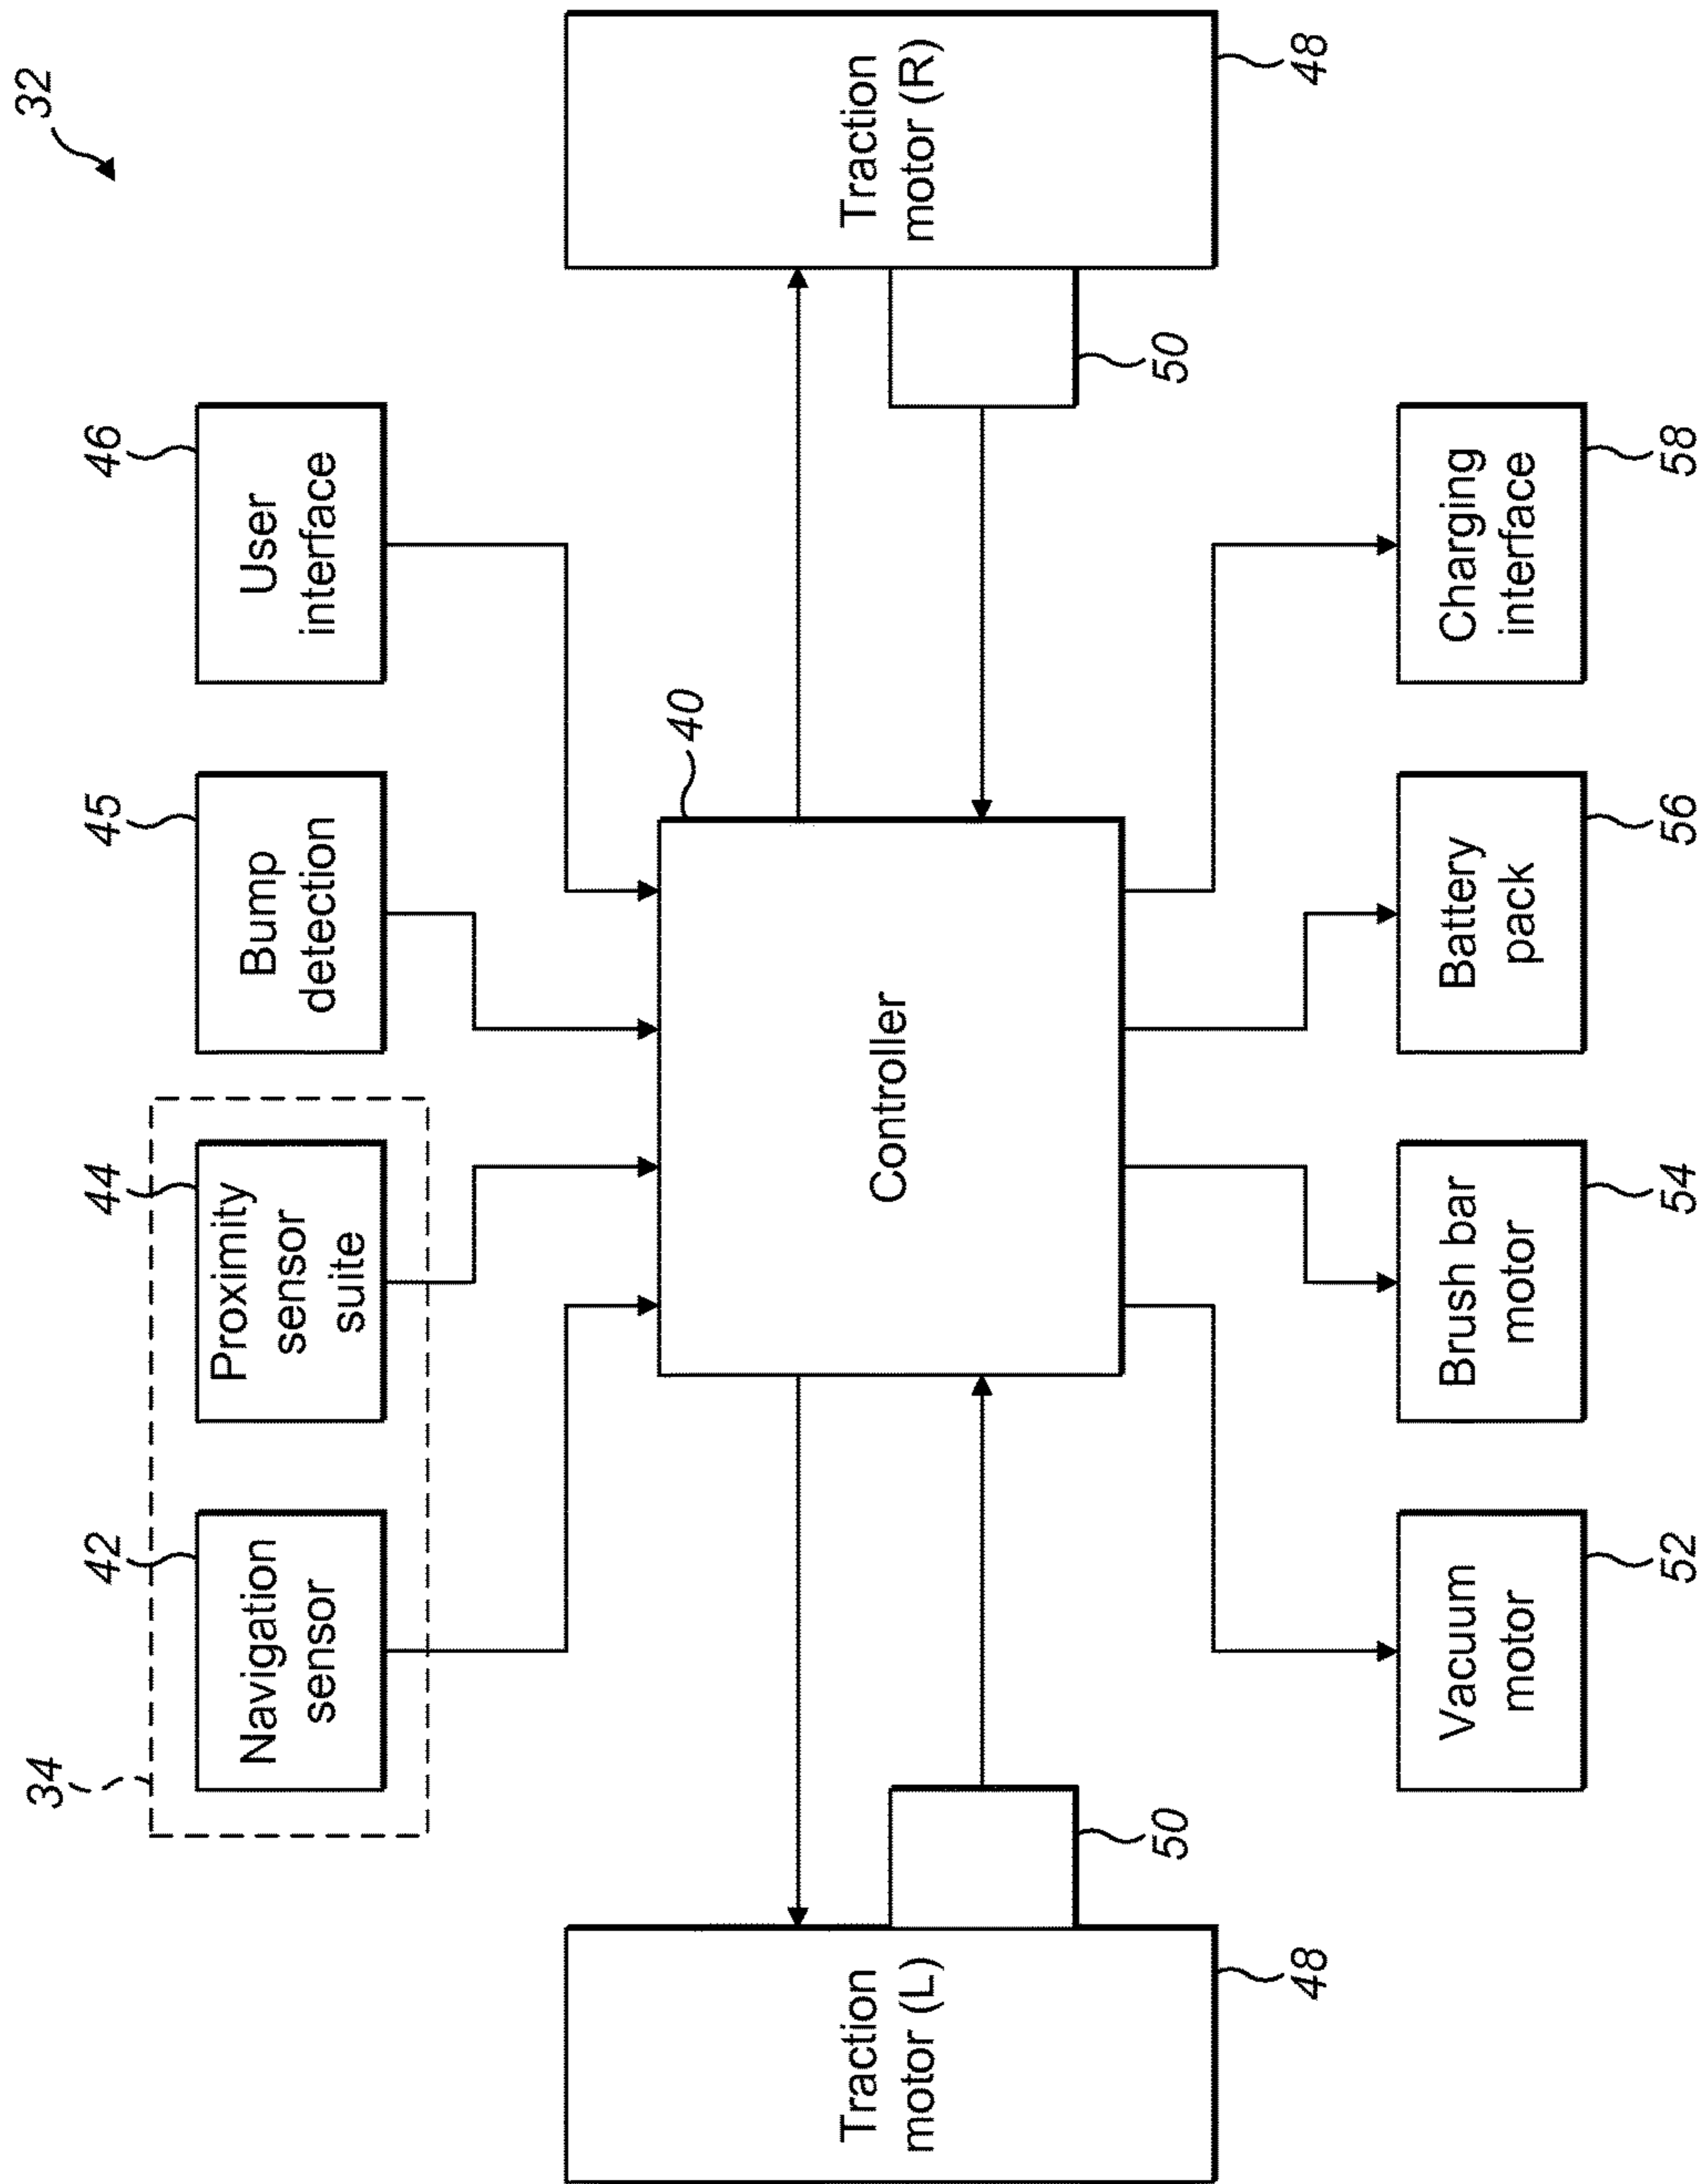 32
34
42
44
45
46
Navigation
sensor
Proximity
sensor
suite
Bump
detection
User
interface
40
Traction
motor (L)
48
50
Controller
Traction
motor (R)
48
50
Vacuum
motor
52
Brush bar
motor
54
Battery
pack
56
Charging
interface
58